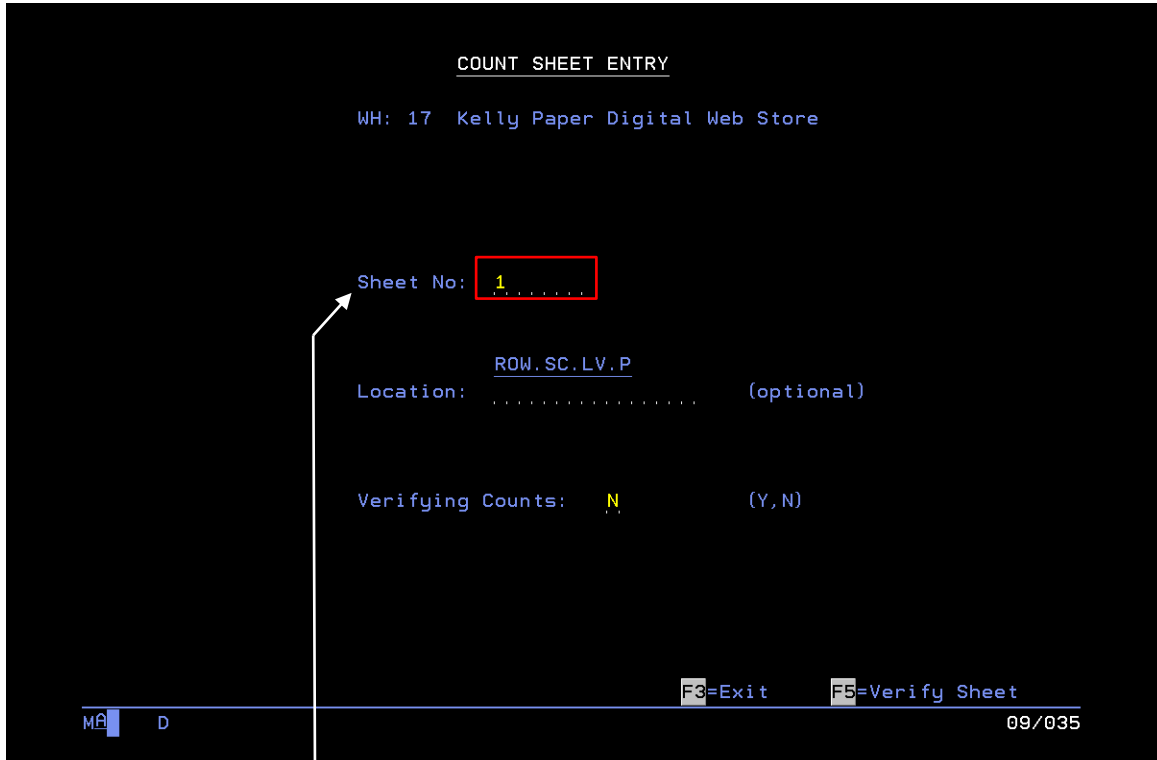 COUNT SHEET ENTRY
WH: 17 Kelly Paper Digital Web Store
Sheet No: 1
ROW.SC.LV.P
Location: (optional)
Verifying Counts: N (Y,N)
F3=Exit F5=Verify Sheet
MA D 09/035